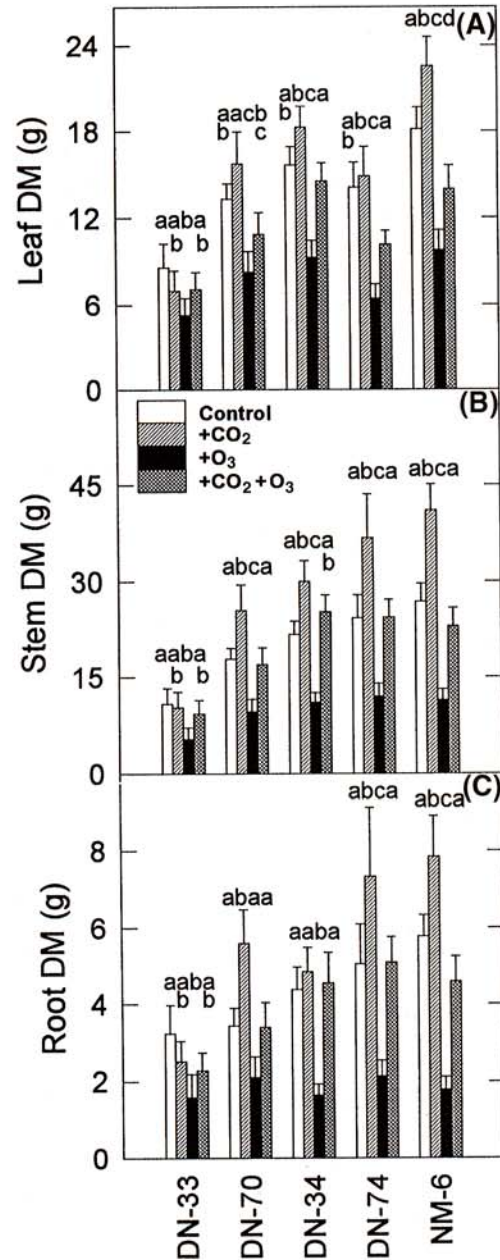 (A)
Leaf DM (g)
24
18
12
6
0
aaba
b b
aacb
b c
abca
b
abca
b
abcd
(B)
Stem DM (g)
45
30
15
0
Control
+CO₂
+O₃
+CO₂+O₃
aaba
b b
abca
abca
b
abca
abca
(C)
Root DM (g)
8
6
4
2
0
aaba
b b
abaa
aaba
abca
abca
DN-33
DN-70
DN-34
DN-74
NM-6